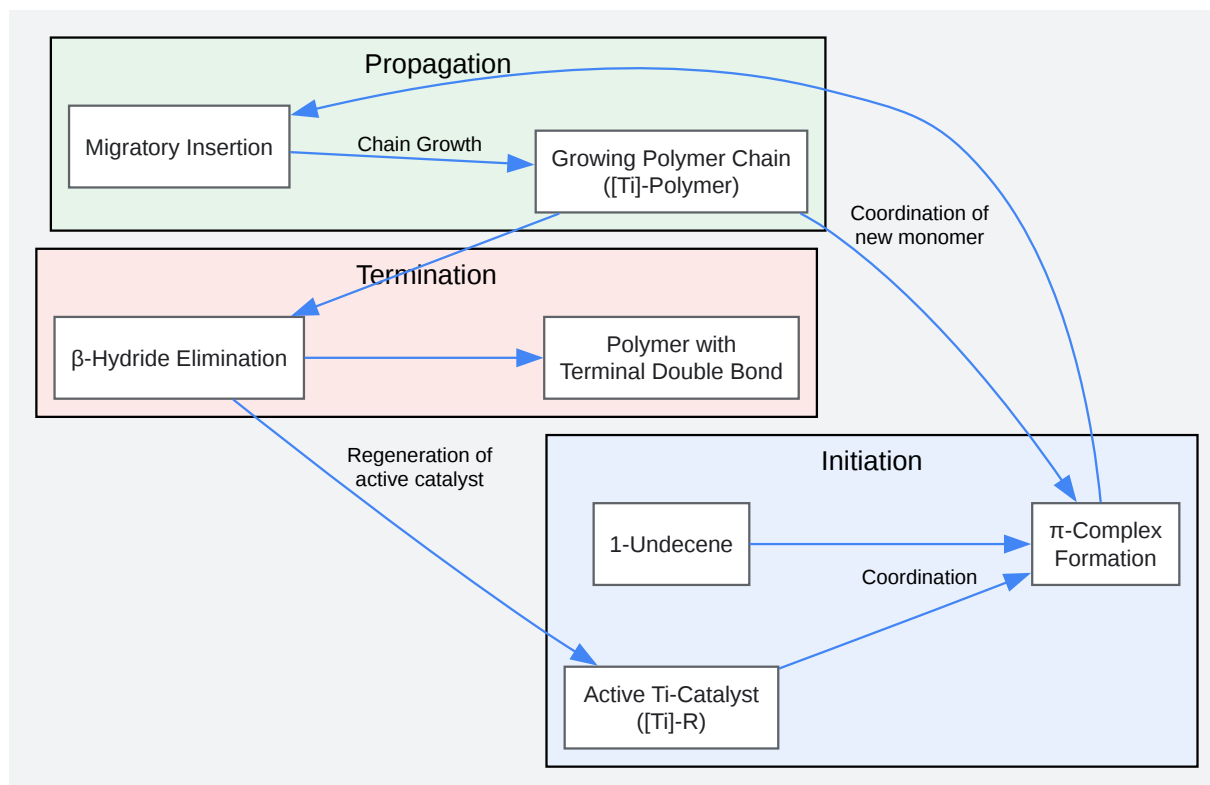 Propagation
Migratory Insertion
Chain Growth
Growing Polymer Chain
([Ti]-Polymer)
Coordination of
new monomer
Termination
β-Hydride Elimination
Polymer with
Terminal Double Bond
Regeneration of
active catalyst
Initiation
1-Undecene
π-Complex
Formation
Coordination
Active Ti-Catalyst
([Ti]-R)